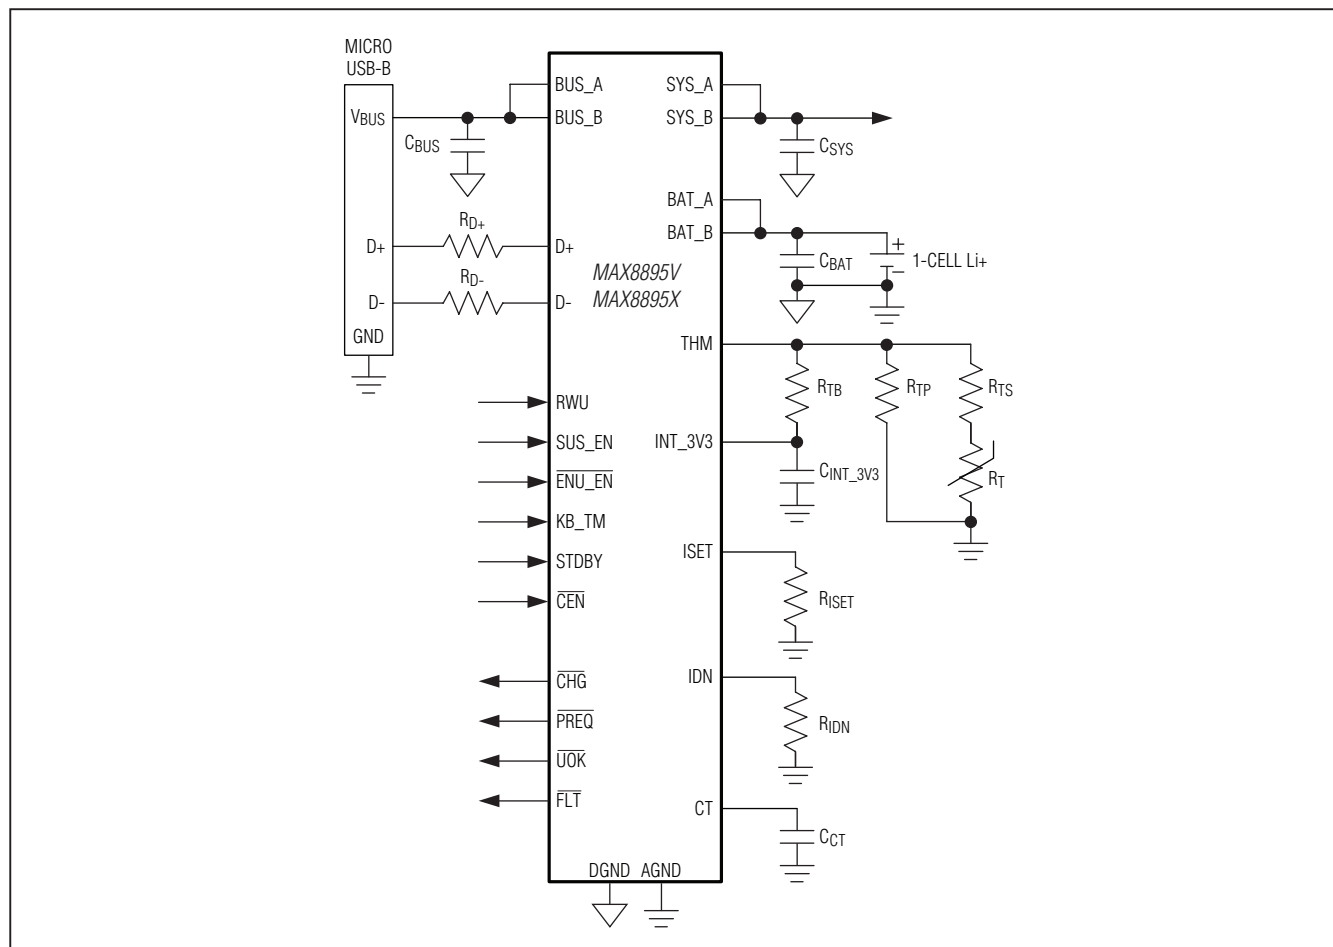 MICRO
USB-B
VBUS
D+
D-
GND
CBUS
RD+
RD-
BUS_A
BUS_B
D+
D-
RWU
SUS_EN
ENU_EN
KB_TM
STDBY
CEN
CHG
PREQ
UOK
FLT
MAX8895V
MAX8895X
DGND AGND
SYS_A
SYS_B
BAT_A
BAT_B
THM
INT_3V3
ISET
IDN
CT
CSYS
CBAT
+
−
1-CELL Li+
RTB
RTP
RTS
RT
CINT_3V3
RISET
RIDN
CCT